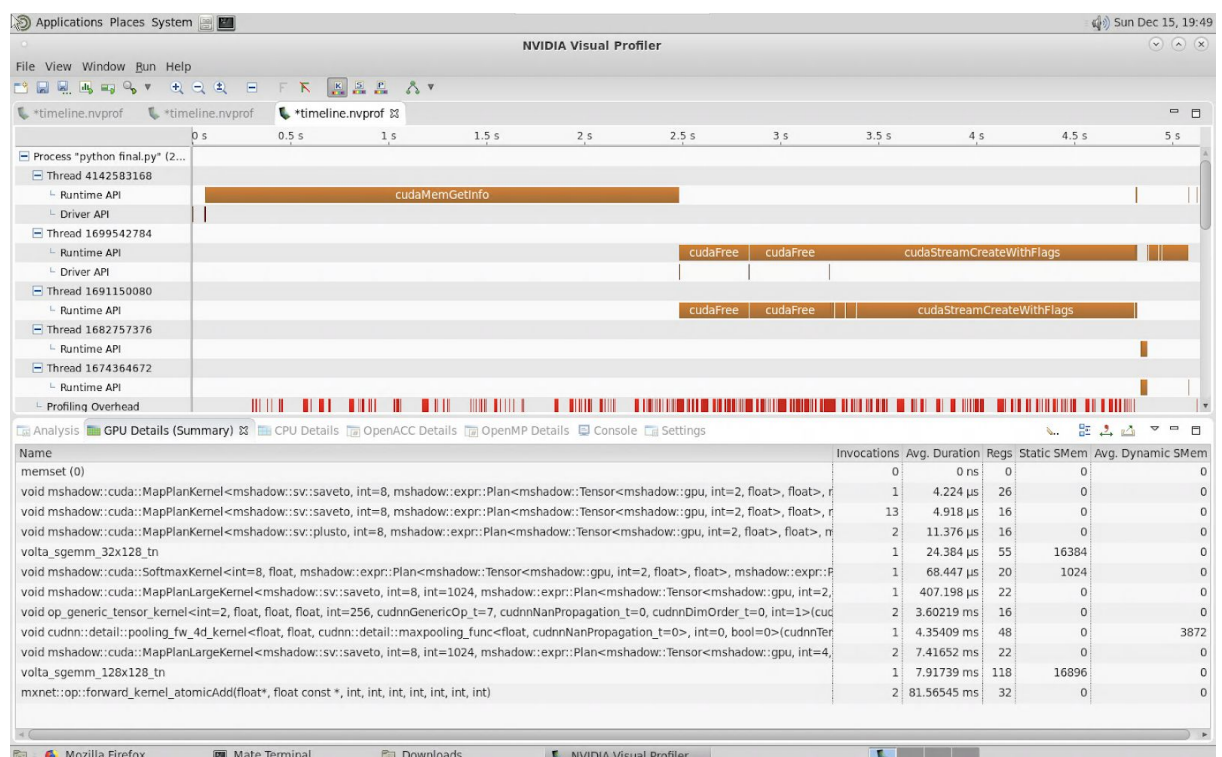 Applications Places System
Sun Dec 15, 19:49
NVIDIA Visual Profiler
File View Window Run Help
*timeline.nvprof *timeline.nvprof *timeline.nvprof
0 s 0.5 s 1 s 1.5 s 2 s 2.5 s 3 s 3.5 s 4 s 4.5 s 5 s
Process "python final.py" (2...
Thread 4142583168
Runtime API cudaMemGetInfo
Driver API
Thread 1699542784
Runtime API cudaFree cudaFree cudaStreamCreateWithFlags
Driver API
Thread 1691150080
Runtime API cudaFree cudaFree cudaStreamCreateWithFlags
Thread 1682757376
Runtime API
Thread 1674364672
Runtime API
Profiling Overhead
Analysis GPU Details (Summary) CPU Details OpenACC Details OpenMP Details Console Settings
Name Invocations Avg. Duration Regs Static SMem Avg. Dynamic SMem
memset (0) 0 0 ns 0 0 0
void mshadow::cuda::MapPlanKernel<mshadow::sv::saveto, int=8, mshadow::expr::Plan<mshadow::Tensor<mshadow::gpu, int=2, float>, float>, r 1 4.224 µs 26 0 0
void mshadow::cuda::MapPlanKernel<mshadow::sv::saveto, int=8, mshadow::expr::Plan<mshadow::Tensor<mshadow::gpu, int=2, float>, float>, r 13 4.918 µs 16 0 0
void mshadow::cuda::MapPlanKernel<mshadow::sv::plusto, int=8, mshadow::expr::Plan<mshadow::Tensor<mshadow::gpu, int=2, float>, float>, m 2 11.376 µs 16 0 0
volta_sgemm_32x128_tn 1 24.384 µs 55 16384 0
void mshadow::cuda::SoftmaxKernel<int=8, float, mshadow::expr::Plan<mshadow::Tensor<mshadow::gpu, int=2, float>, float>, mshadow::expr::P 1 68.447 µs 20 1024 0
void mshadow::cuda::MapPlanLargeKernel<mshadow::sv::saveto, int=8, int=1024, mshadow::expr::Plan<mshadow::Tensor<mshadow::gpu, int=2, 1 407.198 µs 22 0 0
void op_generic_tensor_kernel<int=2, float, float, float, int=256, cudnnGenericOp_t=7, cudnnNanPropagation_t=0, cudnnDimOrder_t=0, int=1>(cud 2 3.60219 ms 16 0 0
void cudnn::detail::pooling_fw_4d_kernel<float, float, cudnn::detail::maxpooling_func<float, cudnnNanPropagation_t=0>, int=0, bool=0>(cudnnTer 1 4.35409 ms 48 0 3872
void mshadow::cuda::MapPlanLargeKernel<mshadow::sv::saveto, int=8, int=1024, mshadow::expr::Plan<mshadow::Tensor<mshadow::gpu, int=4, 2 7.41652 ms 22 0 0
volta_sgemm_128x128_tn 1 7.91739 ms 118 16896 0
mxnet::op::forward_kernel_atomicAdd(float*, float const *, int, int, int, int, int, int, int) 2 81.56545 ms 32 0 0
Mozilla Firefox Mate Terminal Downloads NVIDIA Visual Profiler